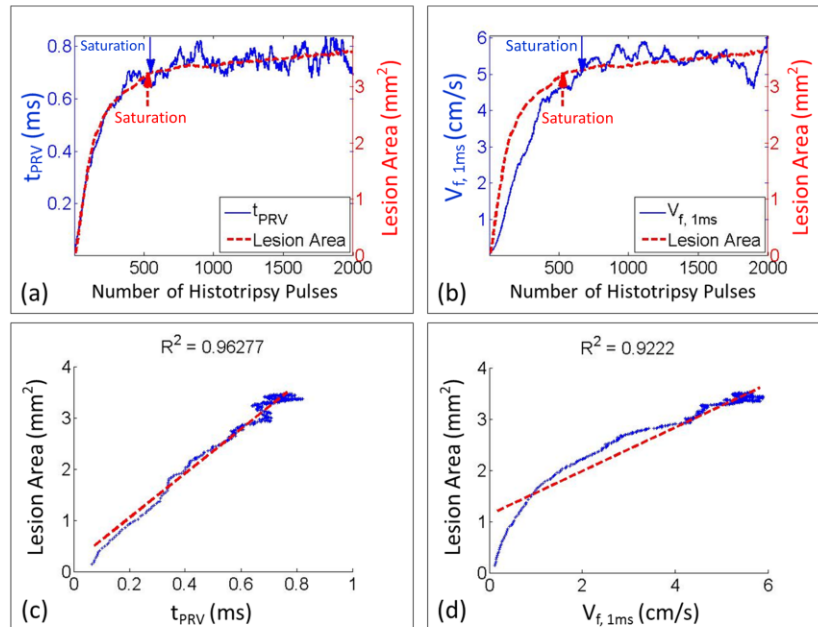 0.8
0.6
0.4
0.2
t_PRV (ms)
Saturation
Saturation
3
2
1
0
Lesion Area (mm²)
t_PRV
Lesion Area
500 1000 1500 2000
(a)
Number of Histotripsy Pulses
6
5
4
3
2
1
V_f, 1ms (cm/s)
Saturation
Saturation
3
2
1
0
Lesion Area (mm²)
V_f, 1ms
Lesion Area
500 1000 1500 2000
(b)
Number of Histotripsy Pulses
R² = 0.96277
4
3
2
1
0
Lesion Area (mm²)
0 0.2 0.4 0.6 0.8 1
(c)
t_PRV (ms)
R² = 0.9222
4
3
2
1
0
Lesion Area (mm²)
0 2 4 6
(d)
V_f, 1ms (cm/s)